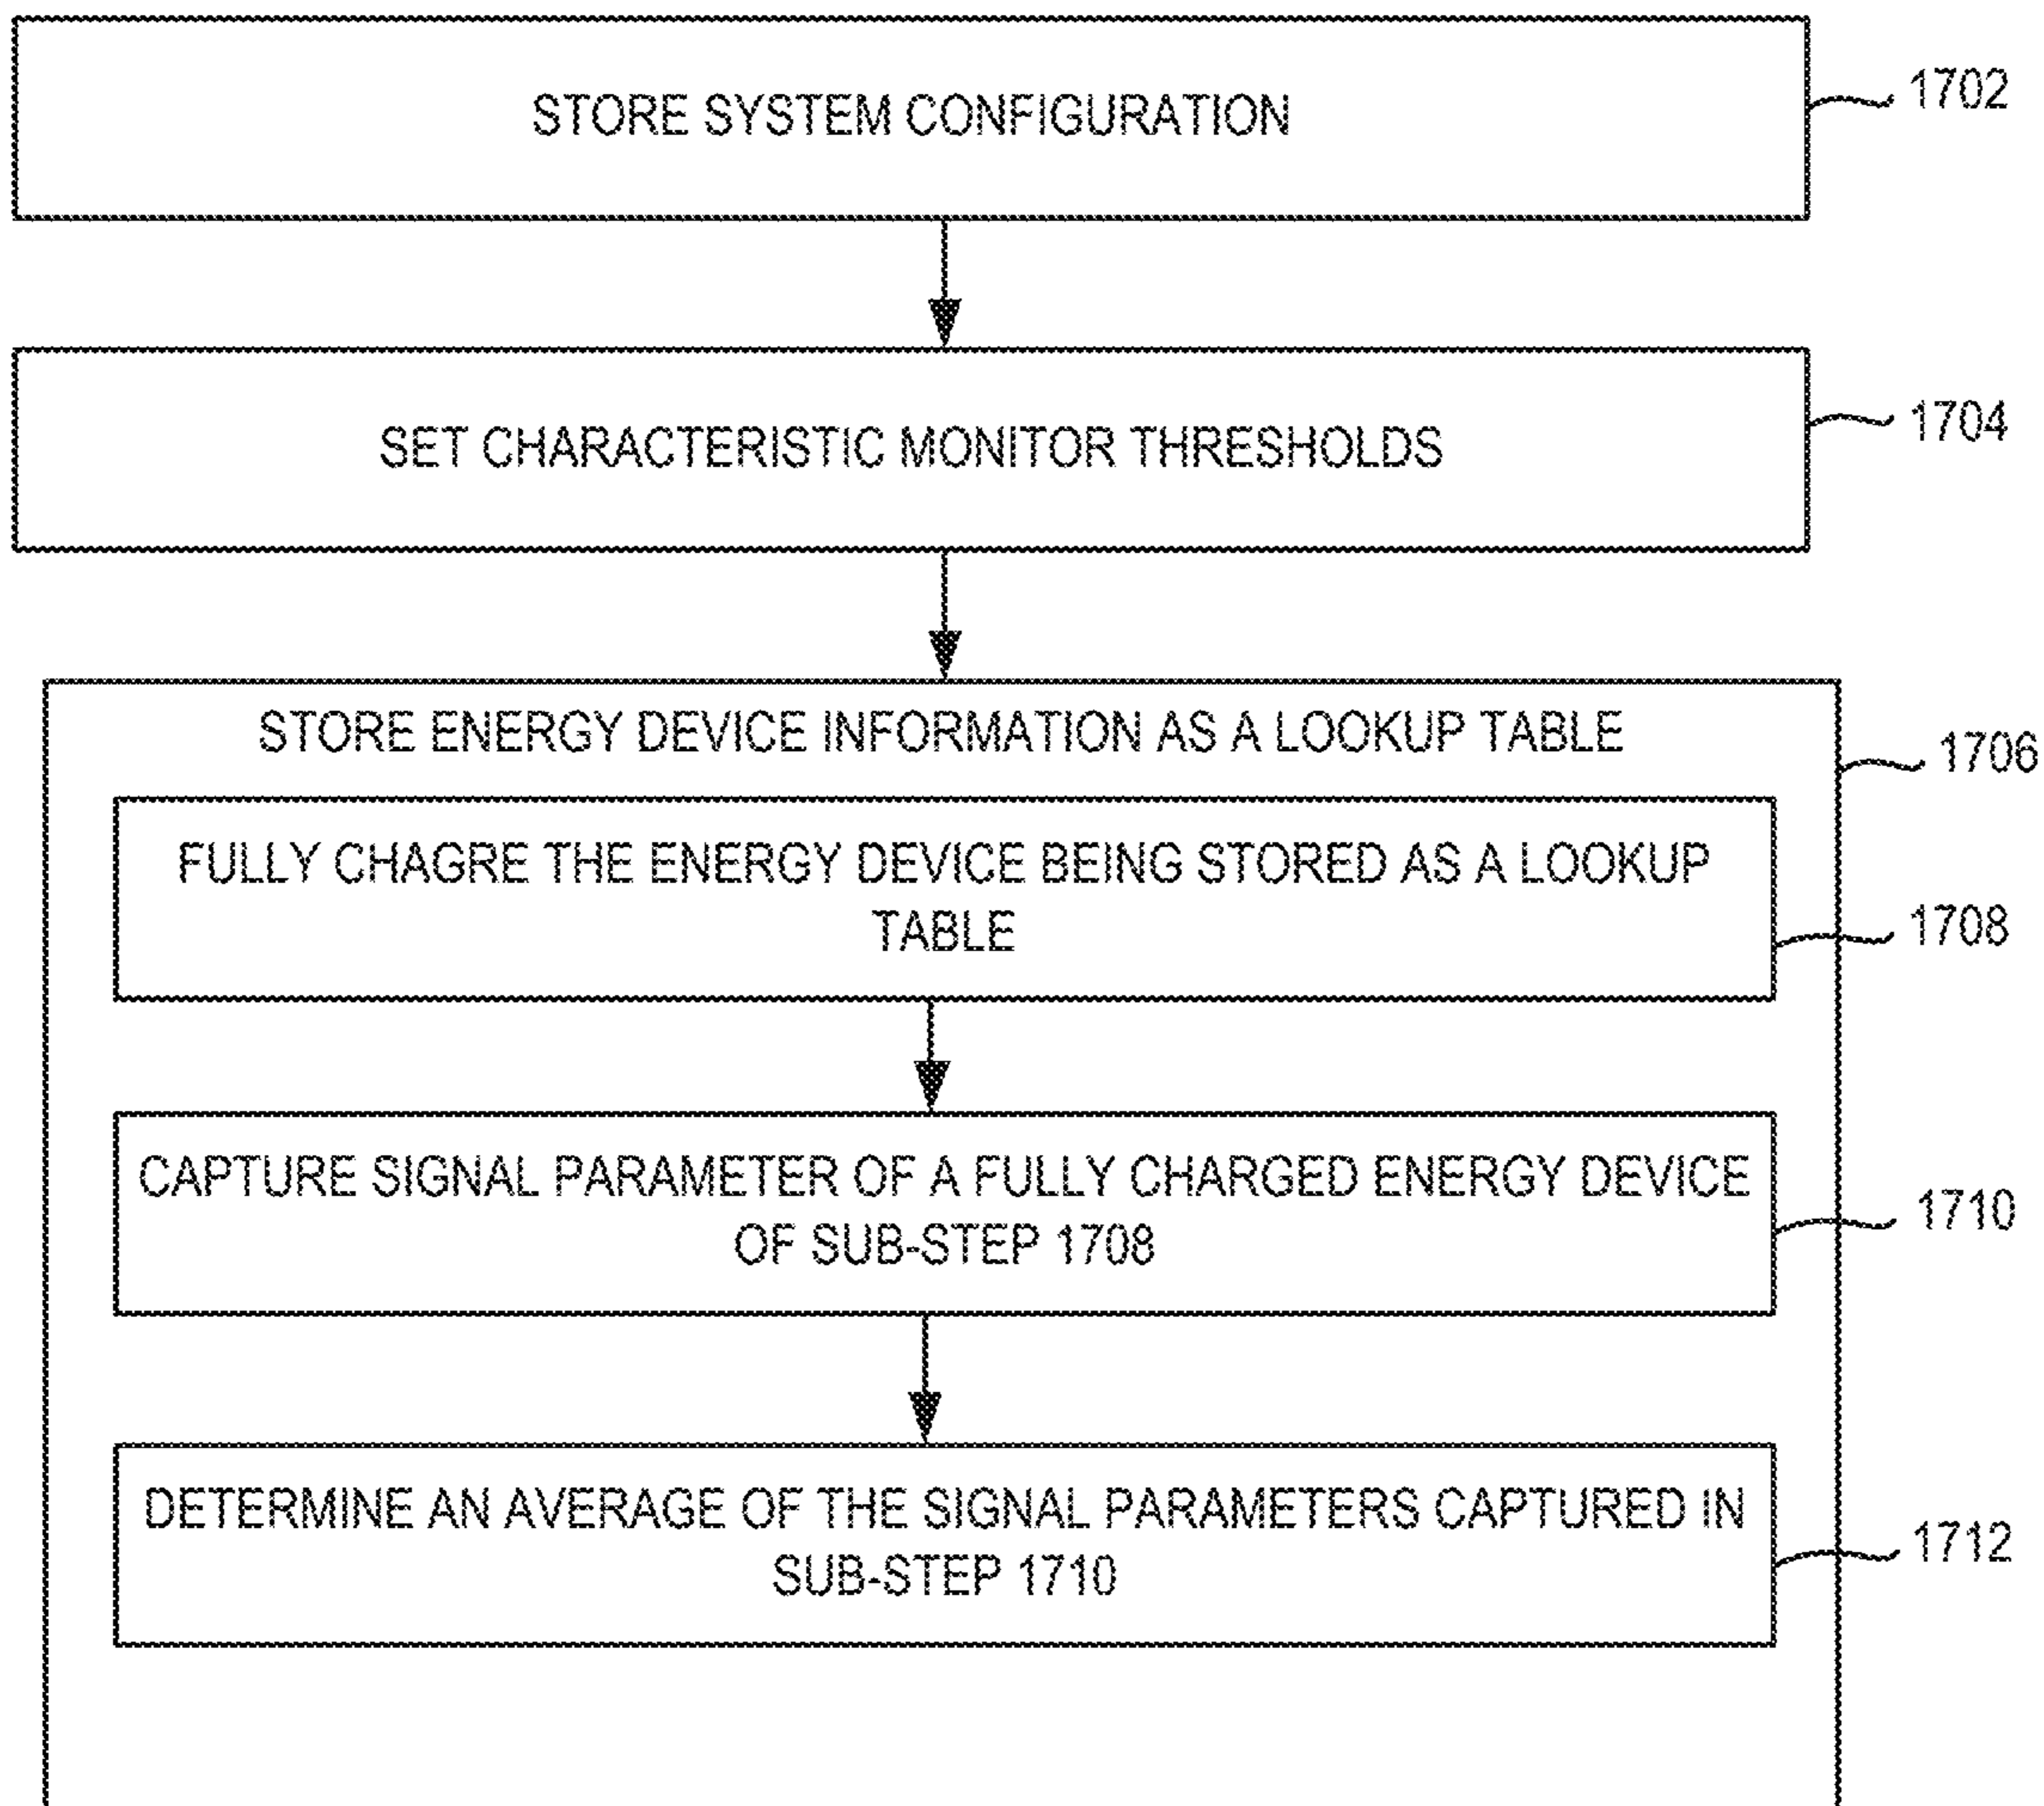 STORE SYSTEM CONFIGURATION
1702
SET CHARACTERISTIC MONITOR THRESHOLDS
1704
STORE ENERGY DEVICE INFORMATION AS A LOOKUP TABLE
1706
FULLY CHAGRE THE ENERGY DEVICE BEING STORED AS A LOOKUP
TABLE
1708
CAPTURE SIGNAL PARAMETER OF A FULLY CHARGED ENERGY DEVICE
OF SUB-STEP 1708
1710
DETERMINE AN AVERAGE OF THE SIGNAL PARAMETERS CAPTURED IN
SUB-STEP 1710
1712